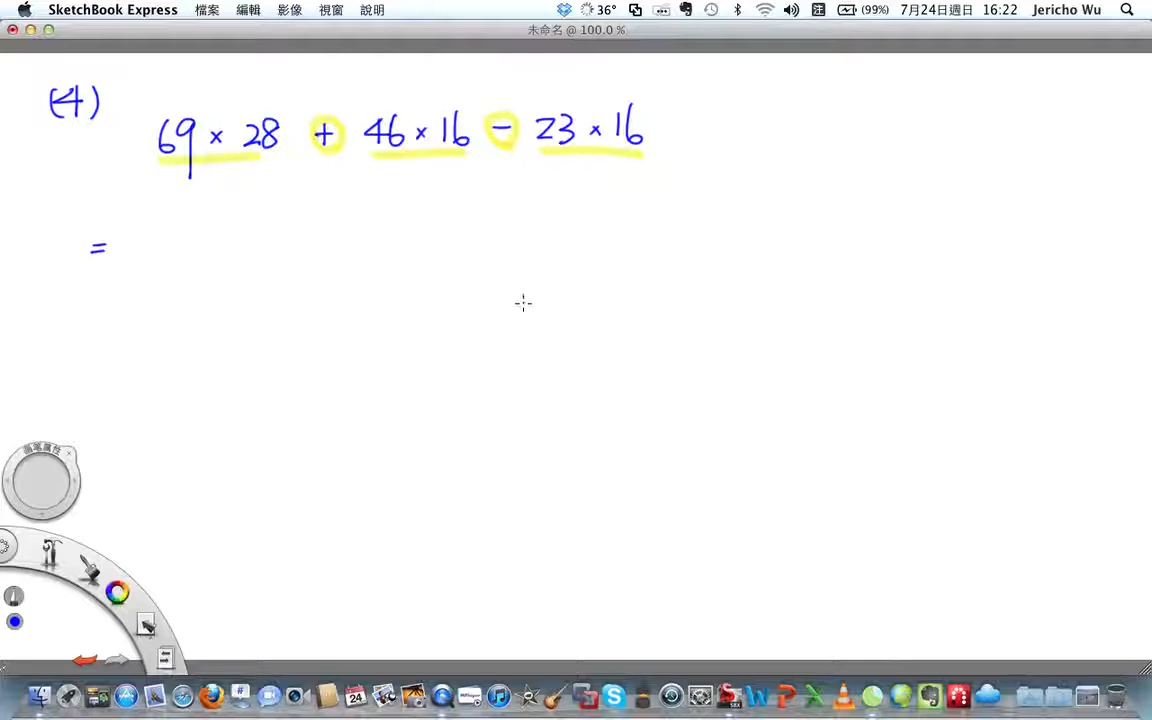 SketchBook Express 檔案 編輯 影像 視窗 說明 36° (99%) 7月24日週日 16:22 Jericho Wu
未命名 @ 100.0 %
(4)
69 × 28 + 46 × 16 − 23 × 16
=